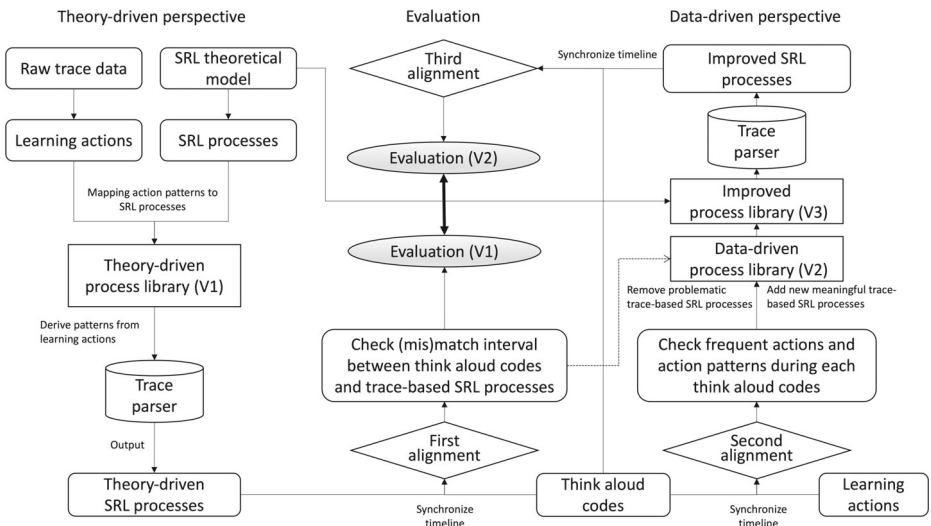 Theory-driven perspective
Evaluation
Data-driven perspective
Raw trace data
SRL theoretical
model
Third
alignment
Synchronize timeline
Improved SRL
processes
Learning actions
SRL processes
Trace
parser
Mapping action patterns to
SRL processes
Evaluation (V2)
Improved
process library (V3)
Theory-driven
process library (V1)
Evaluation (V1)
Data-driven
process library (V2)
Remove problematic
trace-based SRL processes
Add new meaningful trace-
based SRL processes
Derive patterns from
learning actions
Check (mis)match interval
between think aloud codes
and trace-based SRL processes
Check frequent actions and
action patterns during each
think aloud codes
Trace
parser
Output
First
alignment
Second
alignment
Theory-driven
SRL processes
Synchronize
timeline
Think aloud
codes
Synchronize
timeline
Learning
actions